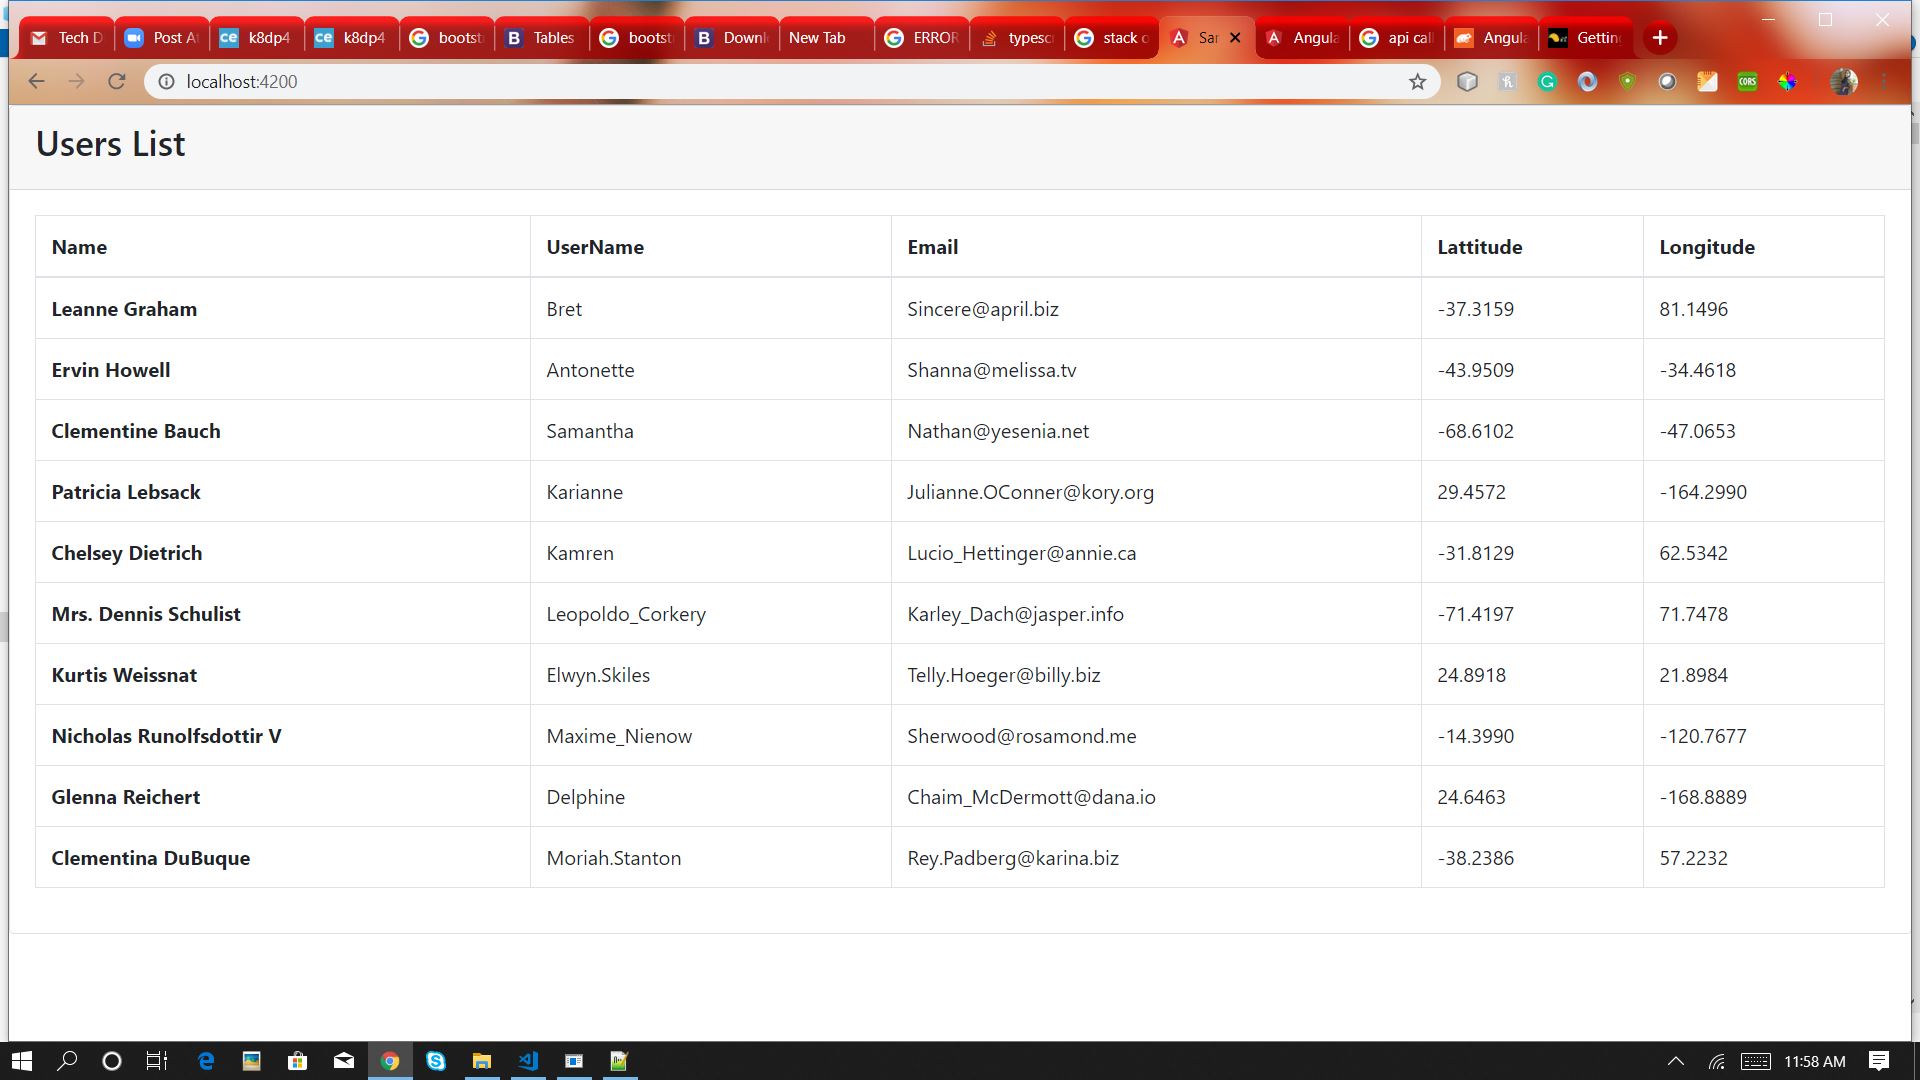 Tech D Post A k8dp4 k8dp4 bootst Tables bootst Downl New Tab ERROR typesc stack o Sar Angula api call Angula Getting
localhost:4200
CORS
Users List
Name UserName Email Lattitude Longitude
Leanne Graham Bret Sincere@april.biz -37.3159 81.1496
Ervin Howell Antonette Shanna@melissa.tv -43.9509 -34.4618
Clementine Bauch Samantha Nathan@yesenia.net -68.6102 -47.0653
Patricia Lebsack Karianne Julianne.OConner@kory.org 29.4572 -164.2990
Chelsey Dietrich Kamren Lucio_Hettinger@annie.ca -31.8129 62.5342
Mrs. Dennis Schulist Leopoldo_Corkery Karley_Dach@jasper.info -71.4197 71.7478
Kurtis Weissnat Elwyn.Skiles Telly.Hoeger@billy.biz 24.8918 21.8984
Nicholas Runolfsdottir V Maxime_Nienow Sherwood@rosamond.me -14.3990 -120.7677
Glenna Reichert Delphine Chaim_McDermott@dana.io 24.6463 -168.8889
Clementina DuBuque Moriah.Stanton Rey.Padberg@karina.biz -38.2386 57.2232
11:58 AM